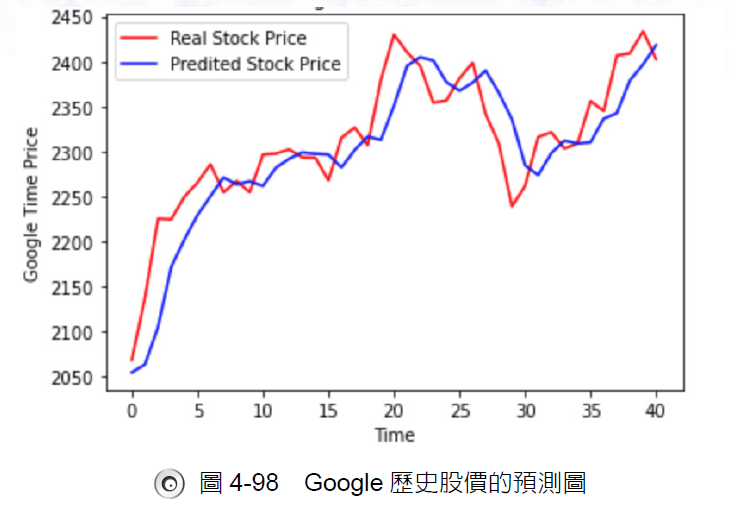 2450
2400
2350
2300
2250
2200
2150
2100
2050
Google Time Price
Real Stock Price
Predited Stock Price
0 5 10 15 20 25 30 35 40
Time
圖 4-98 Google 歷史股價的預測圖